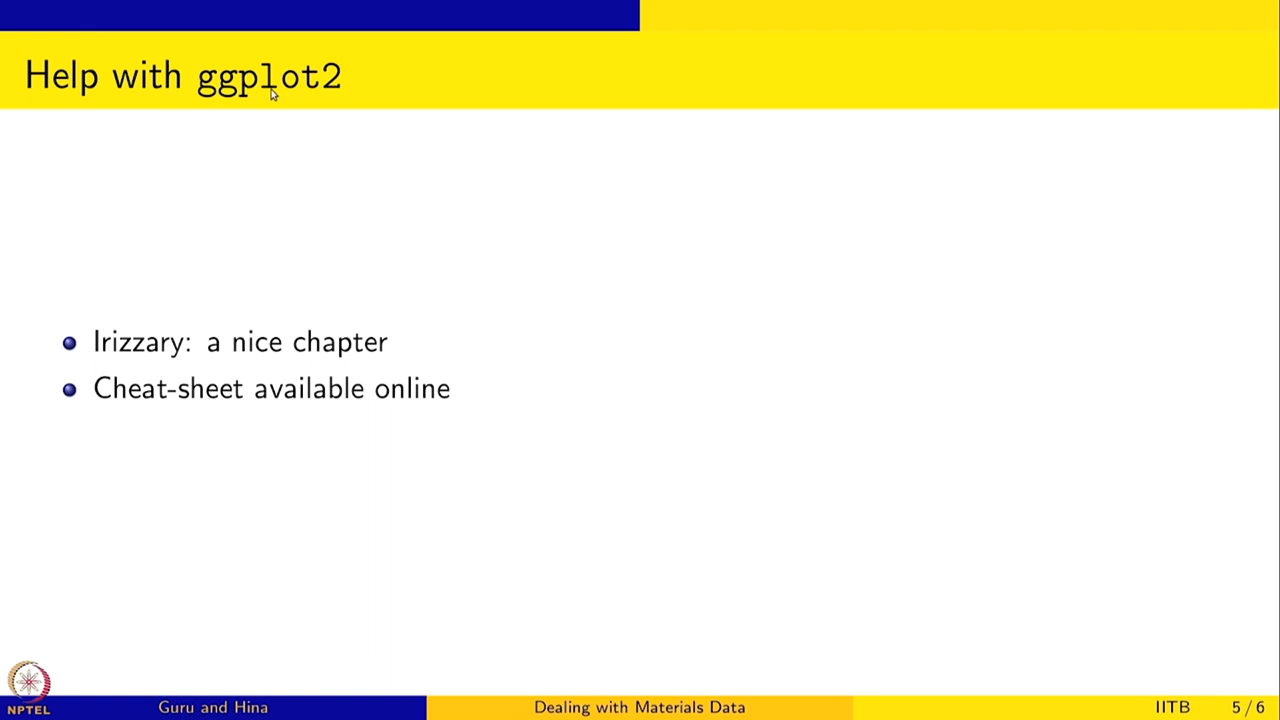 Help with ggplot2
Irizzary: a nice chapter
Cheat-sheet available online
NPTEL
Guru and Hina
Dealing with Materials Data
IITB
5 / 6